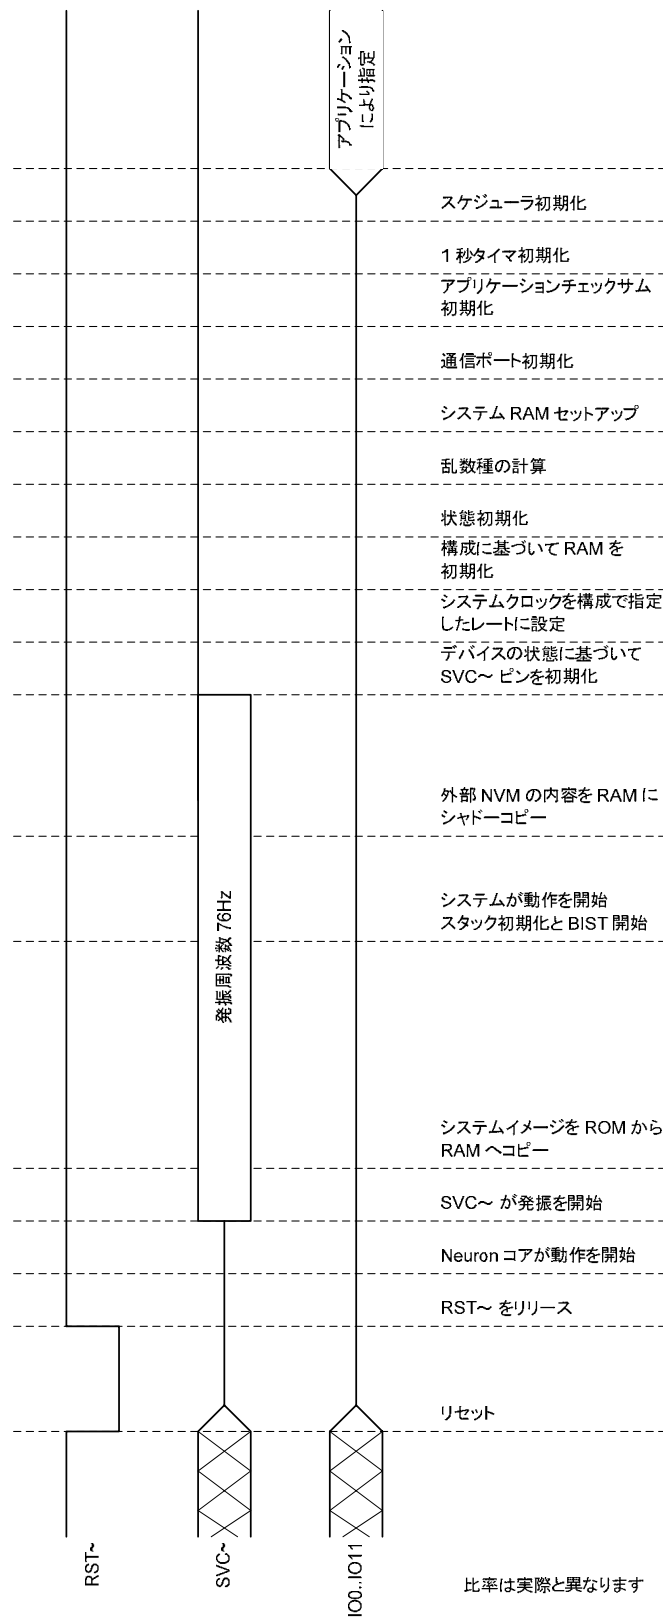 アプリケーション
により指定
スケジューラ初期化
1 秒タイマ初期化
アプリケーションチェックサム
初期化
通信ポート初期化
システム RAM セットアップ
乱数種の計算
状態初期化
構成に基づいて RAM を
初期化
システムクロックを構成で指定
したレートに設定
デバイスの状態に基づいて
SVC~ ピンを初期化
外部 NVM の内容を RAM に
シャドーコピー
システムが動作を開始
スタック初期化と BIST 開始
発振周波数 76Hz
システムイメージを ROM から
RAM へコピー
SVC~ が発振を開始
Neuron コアが動作を開始
RST~ をリリース
リセット
RST~
SVC~
IO0..IO11
比率は実際と異なります